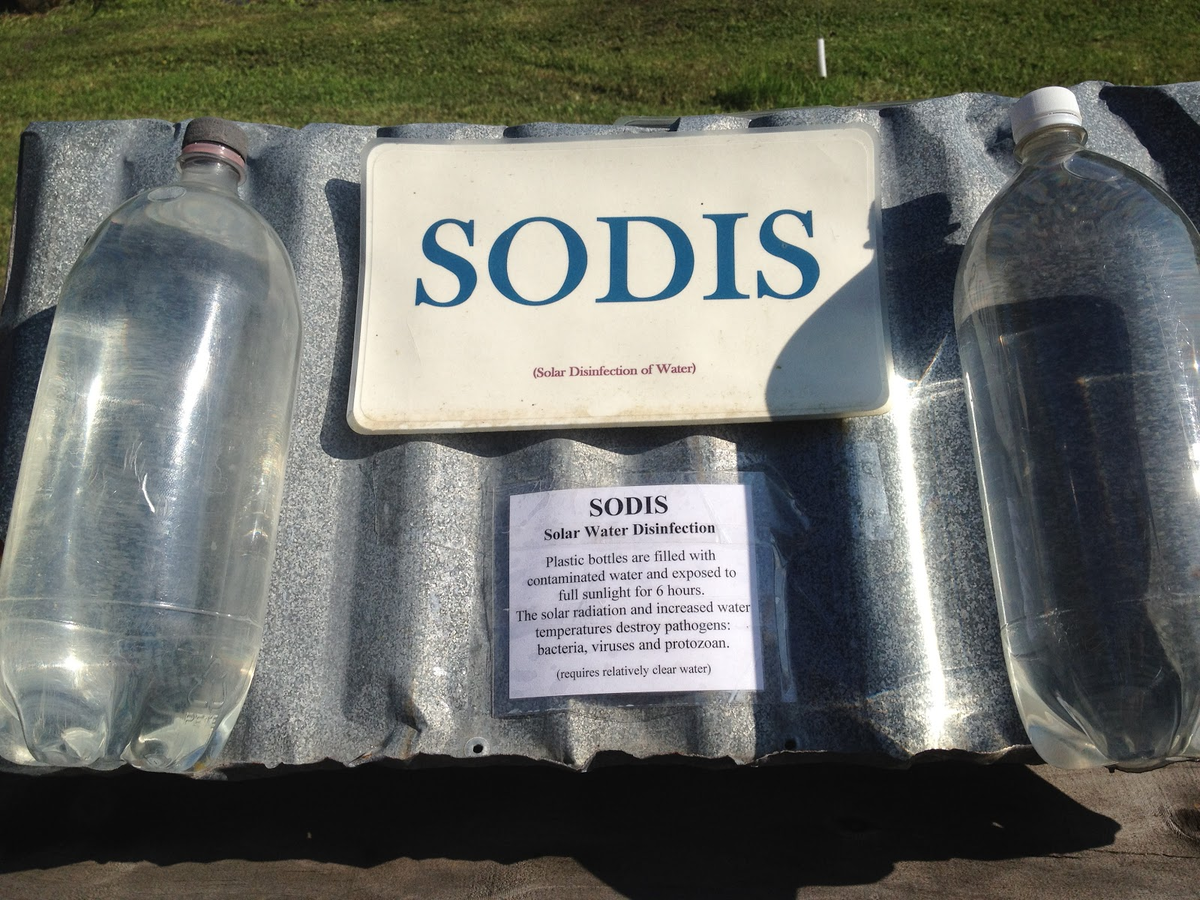 SODIS
(Solar Disinfection of Water)
SODIS
Solar Water Disinfection
Plastic bottles are filled with
contaminated water and exposed to
full sunlight for 6 hours.
The solar radiation and increased water
temperatures destroy pathogens:
bacteria, viruses and protozoan.
(requires relatively clear water)